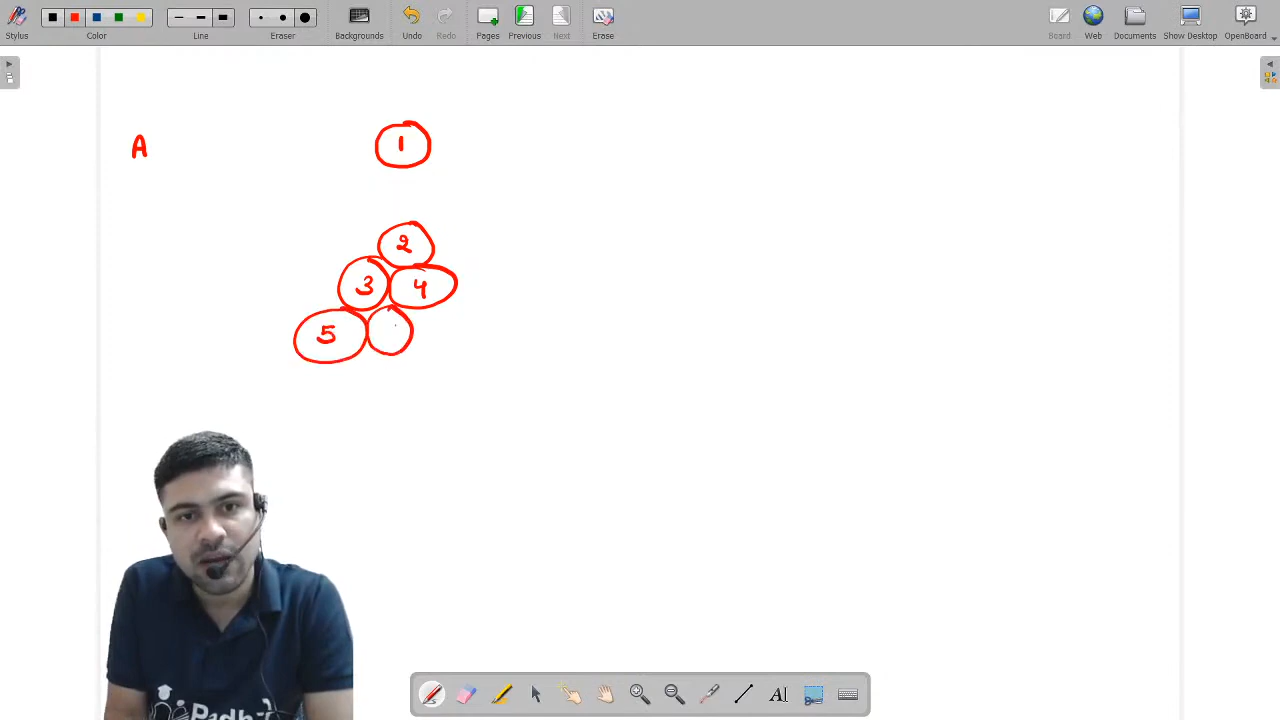 Stylus
Color
Line
Eraser
Backgrounds
Undo
Redo
Pages
Previous
Next
Erase
Board
Web
Documents
Show Desktop
OpenBoard
A
1
2
3 4
5
Padh